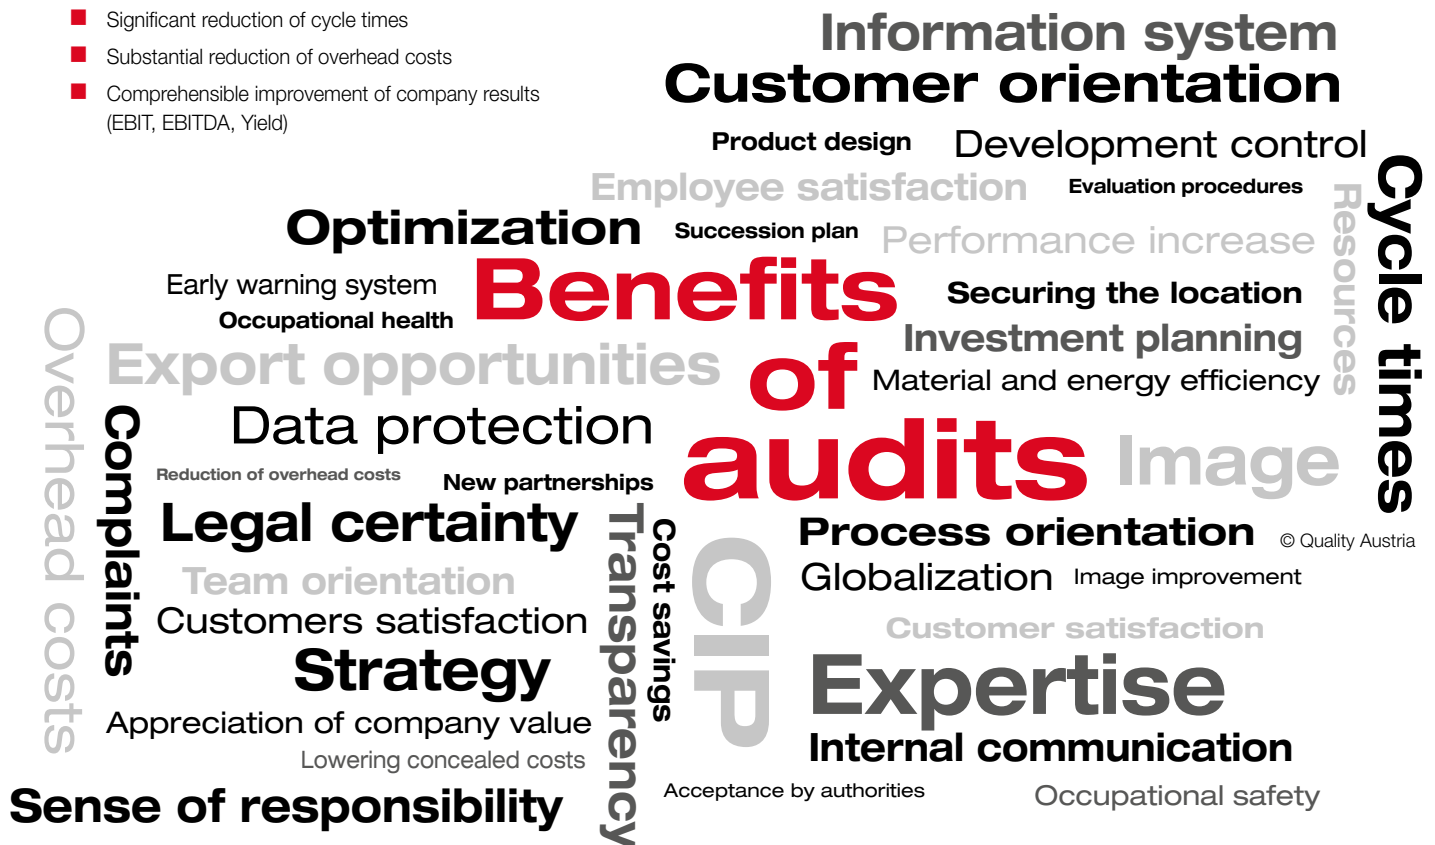 Significant reduction of cycle times
Substantial reduction of overhead costs
Comprehensible improvement of company results
(EBIT, EBITDA, Yield)
Information system
Customer orientation
Product design
Development control
Employee satisfaction
Evaluation procedures
Cycle times
Resources
Optimization
Succession plan
Performance increase
Early warning system
Benefits
of
audits
Securing the location
Occupational health
Investment planning
Overhead costs
Export opportunities
Material and energy efficiency
Complaints
Data protection
Image
Reduction of overhead costs
New partnerships
Legal certainty
Transparency
Cost savings
CIP
Process orientation
© Quality Austria
Team orientation
Globalization
Image improvement
Customers satisfaction
Customer satisfaction
Strategy
Expertise
Appreciation of company value
Internal communication
Lowering concealed costs
Sense of responsibility
Acceptance by authorities
Occupational safety